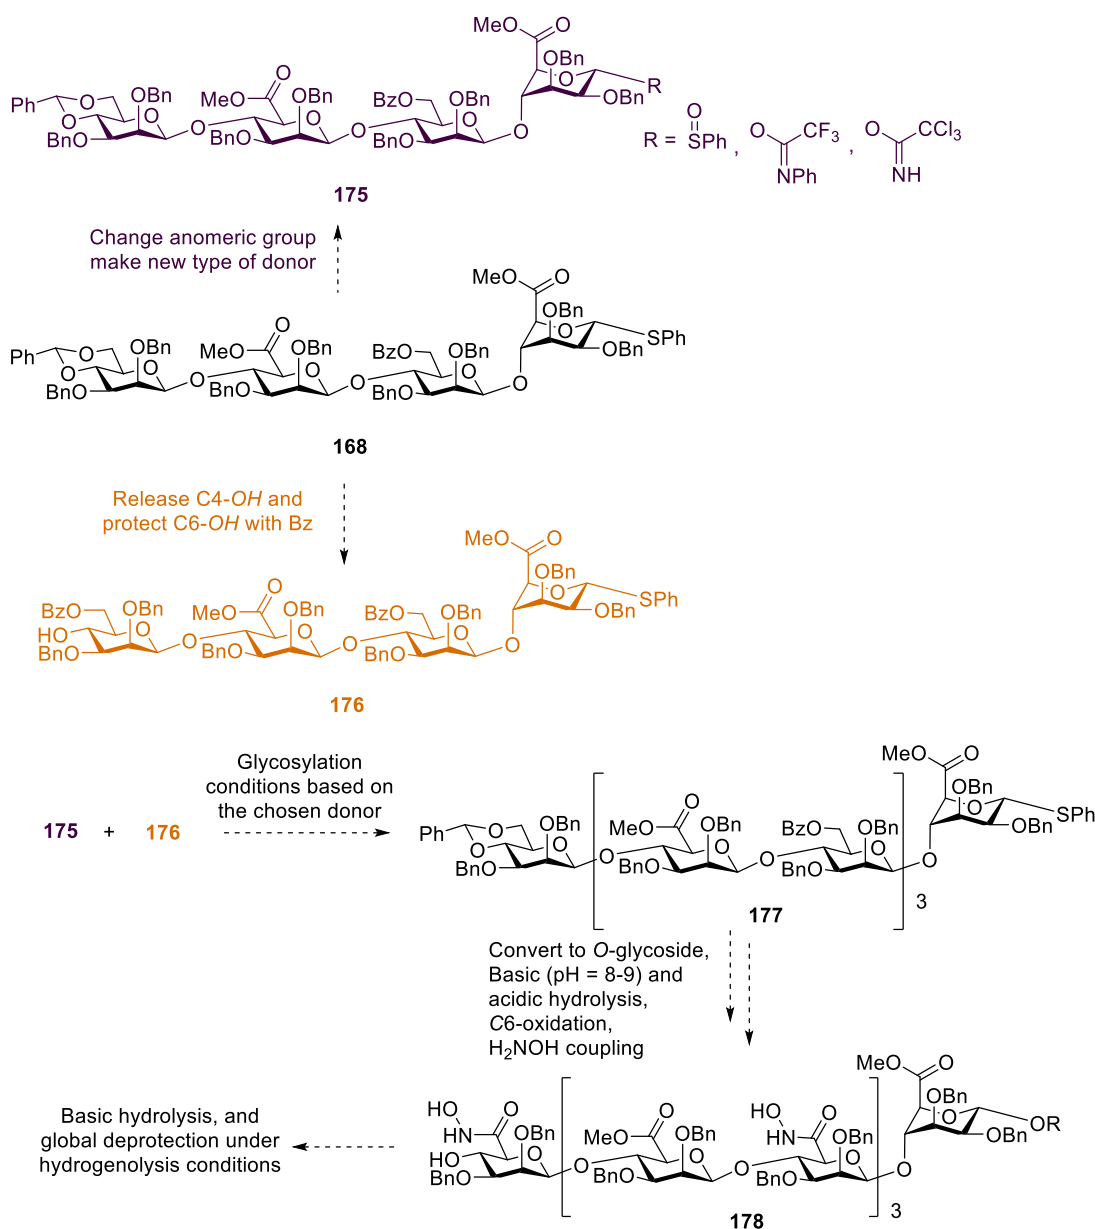 MeO O
OBn
O R
OBn
Ph O O OBn
O
BnO
O
MeO O OBn
O
BnO
O
BzO OBn
O
BnO
O
R = O
SPh , O CF3
NPh , O CCl3
NH
175
Change anomeric group
make new type of donor
MeO O
OBn
O SPh
OBn
Ph O O OBn
O
BnO
O
MeO O OBn
O
BnO
O
BzO OBn
O
BnO
O
168
Release C4-OH and
protect C6-OH with Bz
MeO O
OBn
O SPh
OBn
BzO OBn
HO O
BnO
O
MeO O OBn
O
BnO
O
BzO OBn
O
BnO
O
176
Glycosylation
conditions based on
the chosen donor
175 + 176
MeO O
OBn
O SPh
OBn
Ph O O OBn
O
BnO
O
MeO O OBn
O
BnO
O
BzO OBn
O
BnO
O
3
177
Convert to O-glycoside,
Basic (pH = 8-9) and
acidic hydrolysis,
C6-oxidation,
H2NOH coupling
MeO O
OBn
O OR
OBn
HO O
N
H
HO OBn
O
BnO
O
MeO O OBn
O
BnO
O
HO O
N
H
OBn
O
BnO
O
3
178
Basic hydrolysis, and
global deprotection under
hydrogenolysis conditions